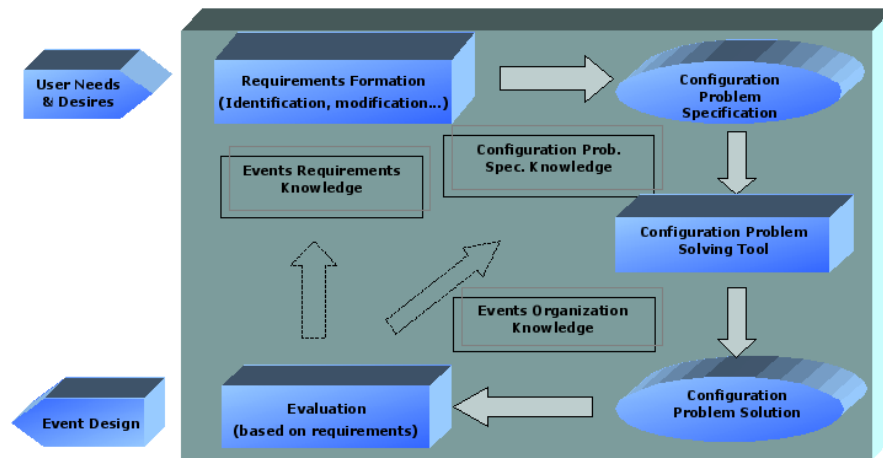 User Needs
& Desires
Requirements Formation
(Identification, modification...)
Configuration
Problem
Specification
Configuration Prob.
Spec. Knowledge
Events Requirements
Knowledge
Configuration Problem
Solving Tool
Events Organization
Knowledge
Event Design
Evaluation
(based on requirements)
Configuration
Problem Solution